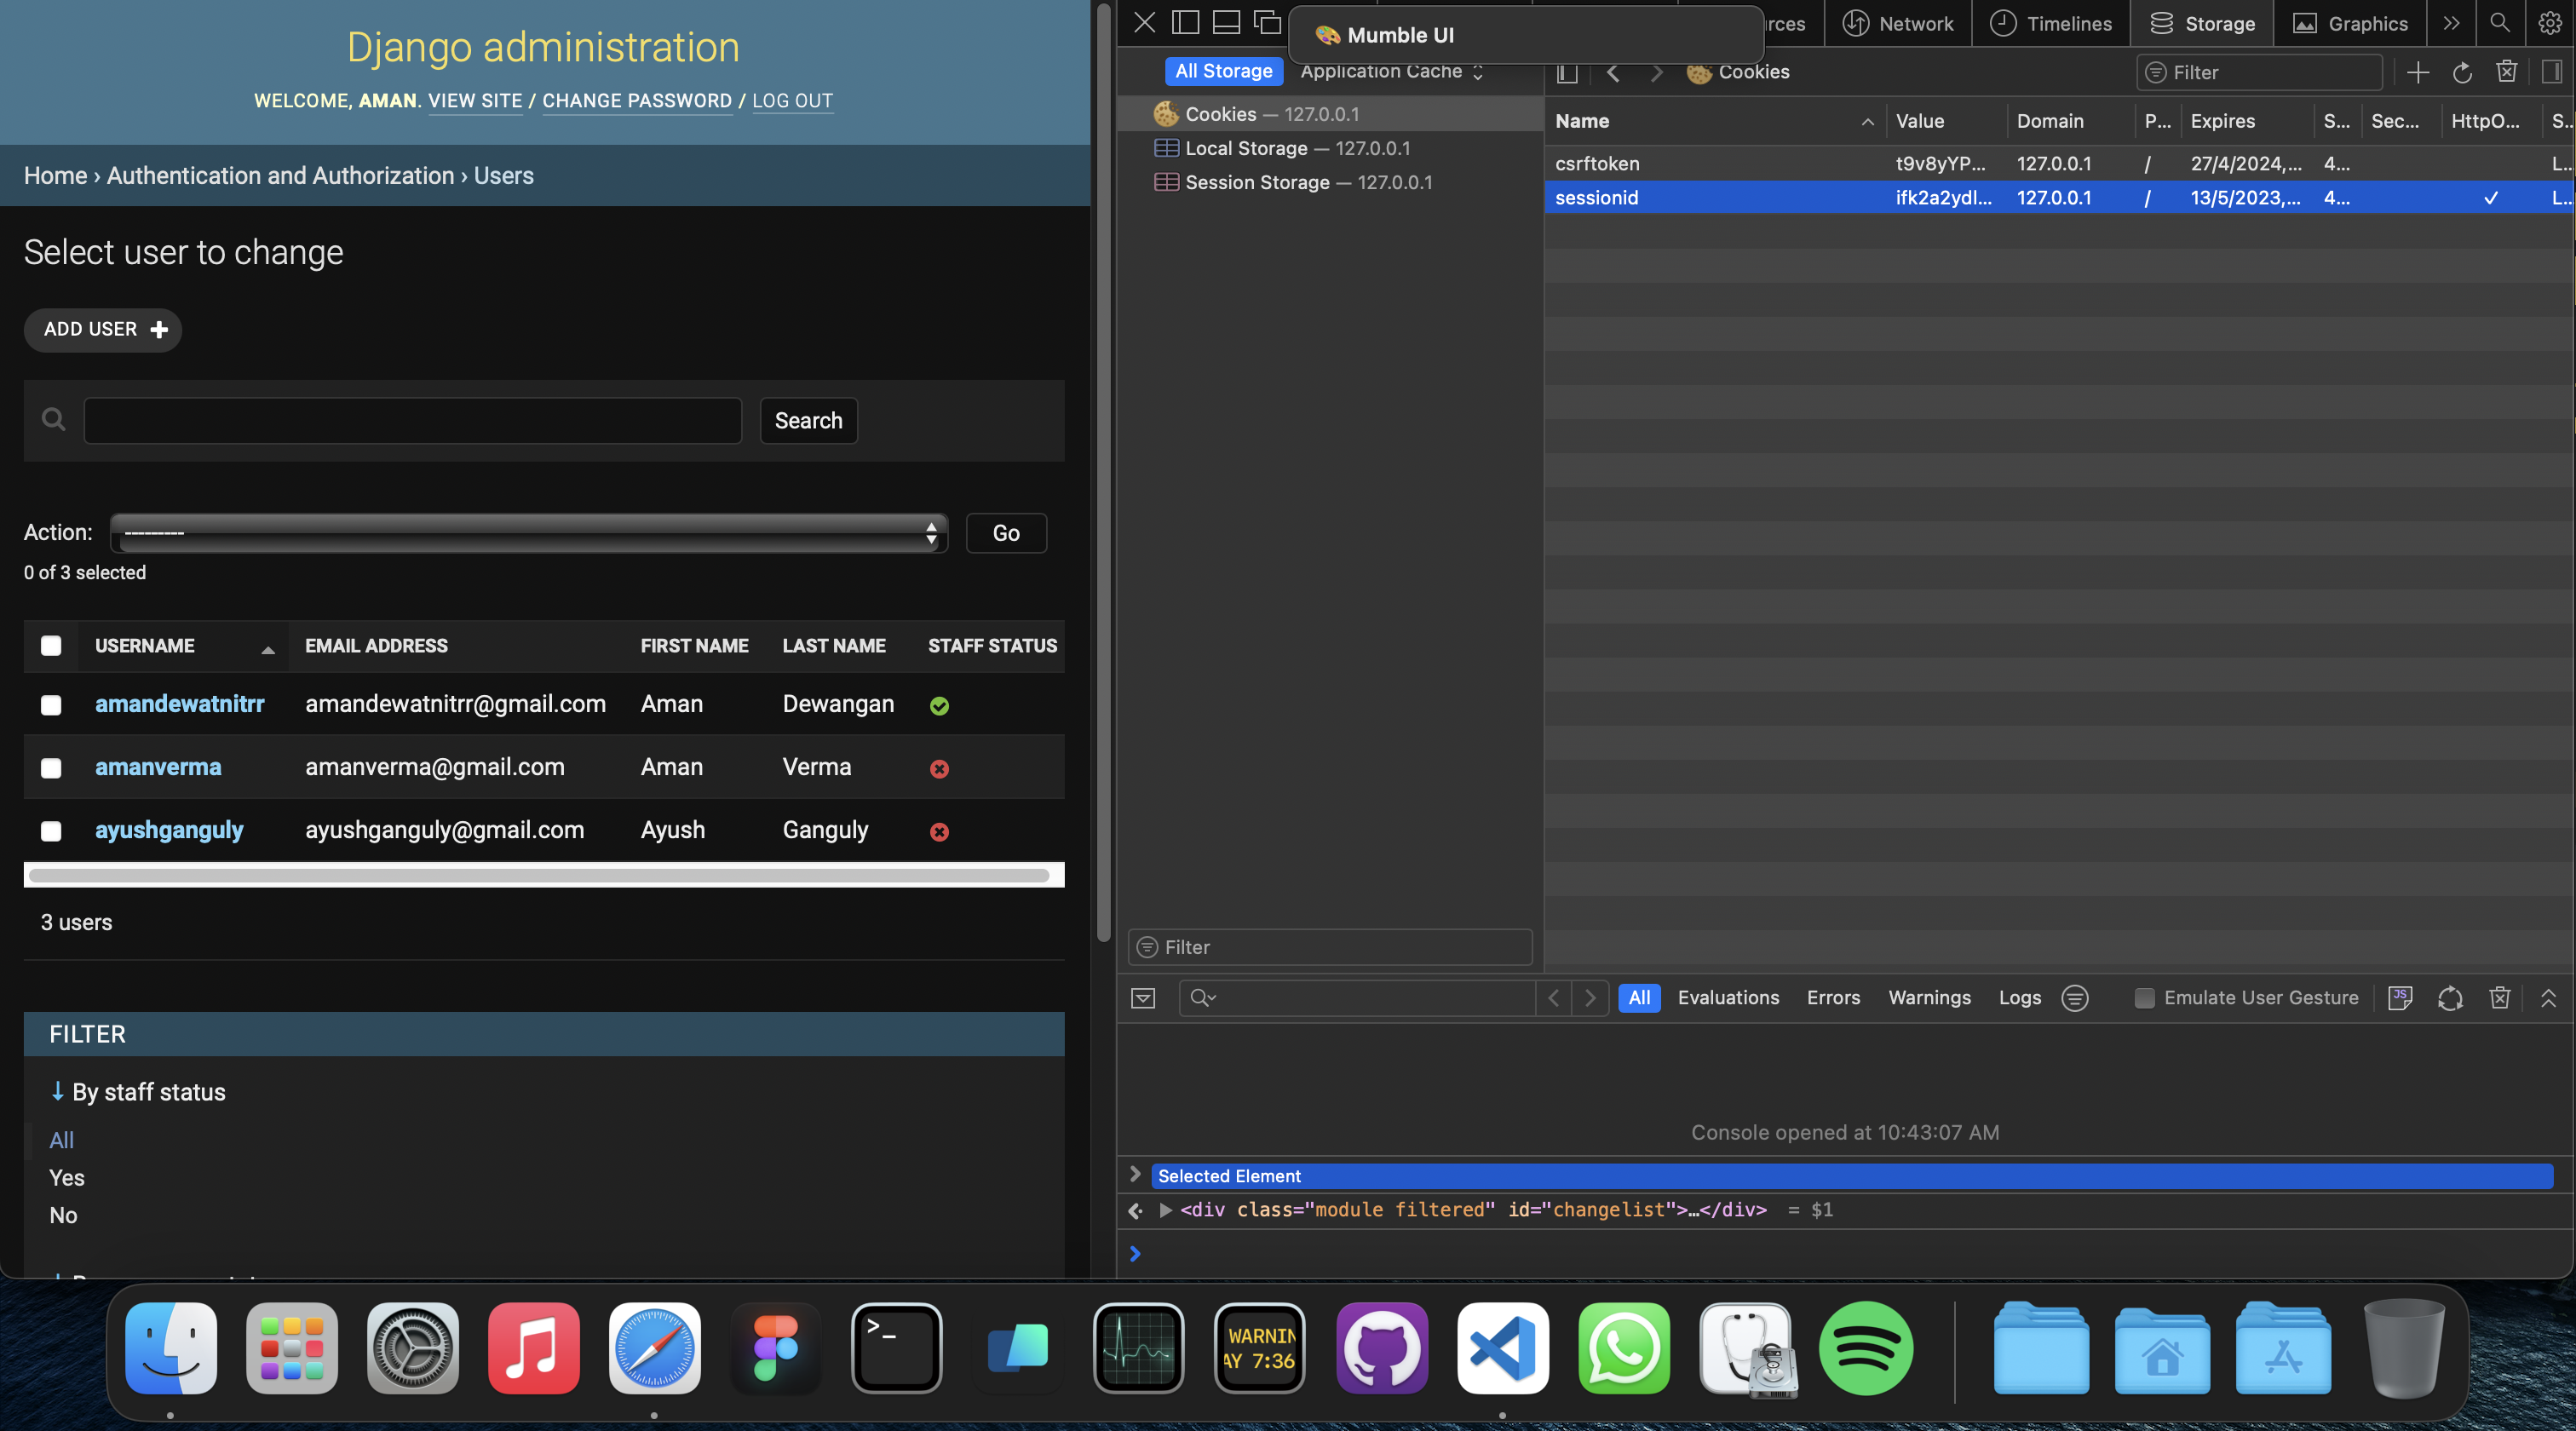 Django administration
WELCOME, AMAN. VIEW SITE / CHANGE PASSWORD / LOG OUT
Home › Authentication and Authorization › Users
Select user to change
ADD USER
Search
Action: ---------
Go
0 of 3 selected
USERNAME EMAIL ADDRESS FIRST NAME LAST NAME STAFF STATUS
amandewatnitrr amandewatnitrr@gmail.com Aman Dewangan
amanverma amanverma@gmail.com Aman Verma
ayushganguly ayushganguly@gmail.com Ayush Ganguly
3 users
FILTER
↓ By staff status
All
Yes
No
🎨 Mumble UI
Network Timelines Storage Graphics
All Storage Application Cache
Cookies
Filter
Cookies — 127.0.0.1
Local Storage — 127.0.0.1
Session Storage — 127.0.0.1
Name Value Domain P... Expires S... Sec... HttpO... S...
csrftoken t9v8yYP... 127.0.0.1 / 27/4/2024,... 4... L...
sessionid ifk2a2ydl... 127.0.0.1 / 13/5/2023,... 4... ✓ L...
Filter
All Evaluations Errors Warnings Logs Emulate User Gesture
Console opened at 10:43:07 AM
Selected Element
<div class="module filtered" id="changelist">…</div> = $1
>_
WARNIN
AY 7:36